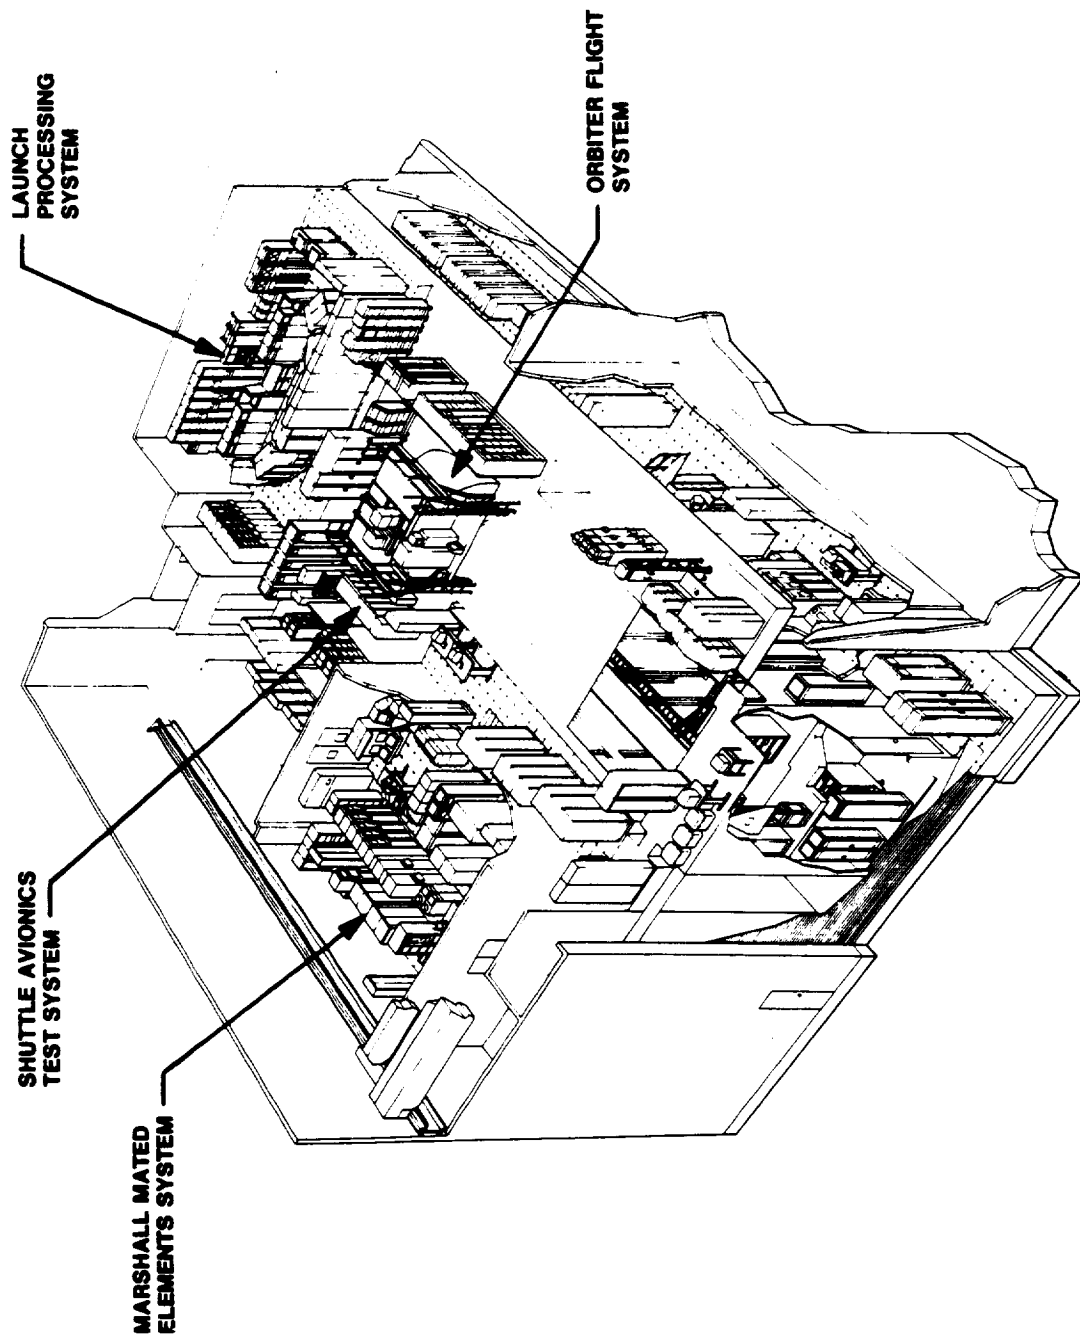 MARSHALL MATED
ELEMENTS SYSTEM
SHUTTLE AVIONICS
TEST SYSTEM
LAUNCH
PROCESSING
SYSTEM
ORBITER FLIGHT
SYSTEM